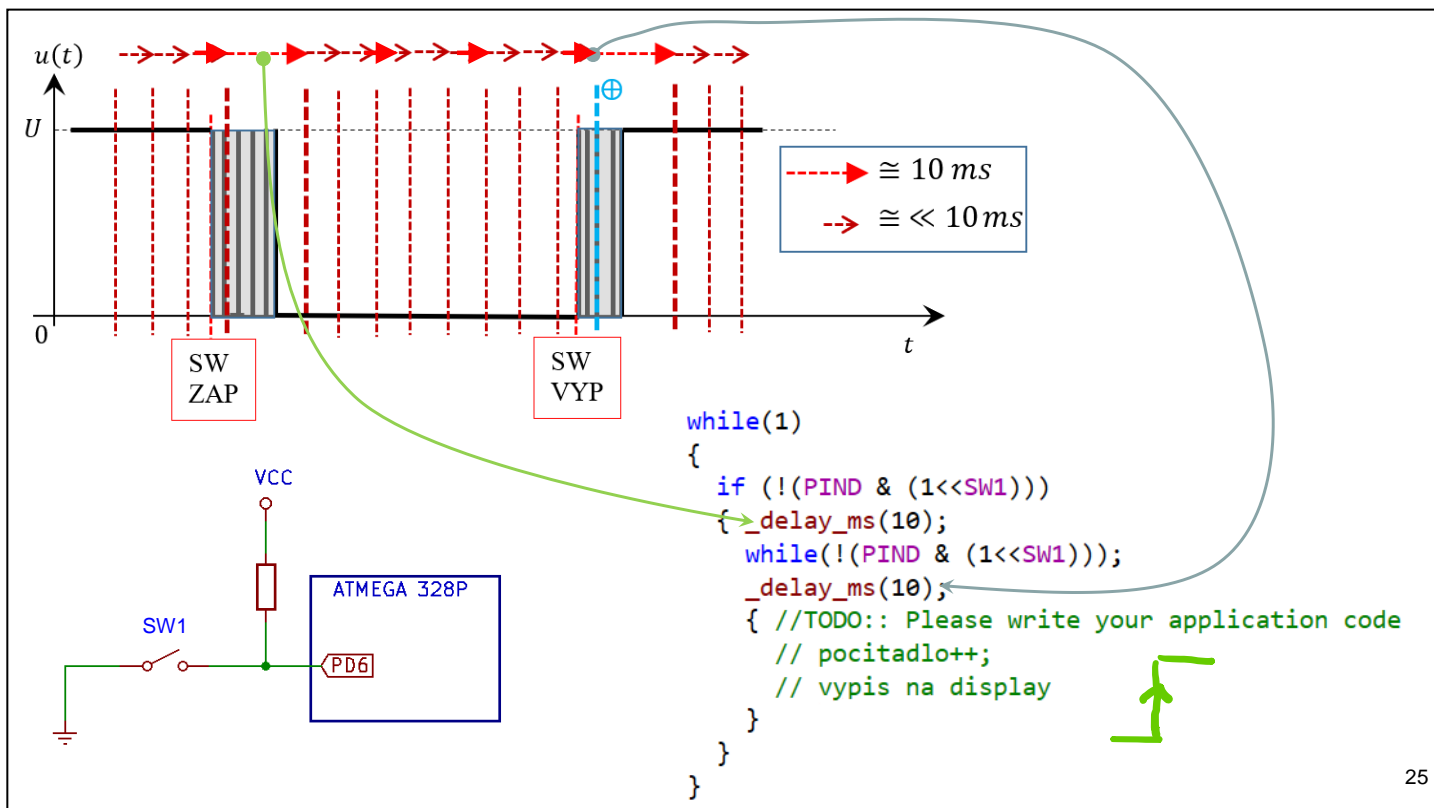 u(t)
U
0
t
≅ 10 ms
≅ ≪ 10 ms
⊕
SW
ZAP
SW
VYP
while(1)
{
if (!(PIND & (1<<SW1)))
{ _delay_ms(10);
while(!(PIND & (1<<SW1)));
_delay_ms(10);
{ //TODO:: Please write your application code
// pocitadlo++;
// vypis na display
}
}
}
VCC
SW1
ATMEGA 328P
PD6
25